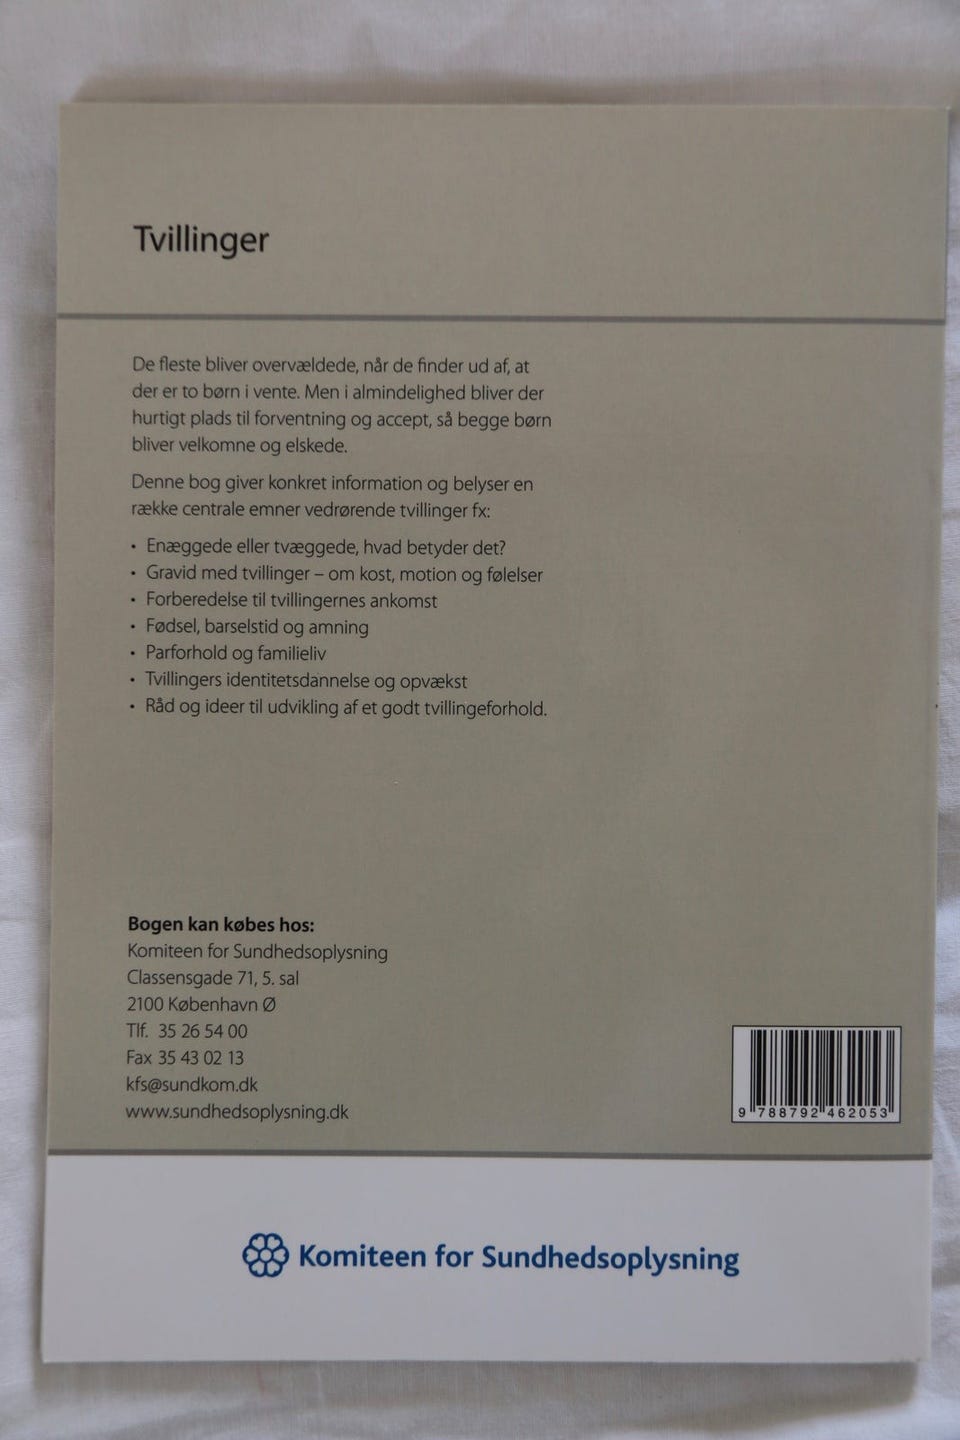 Tvillinger
De fleste bliver overvældede, når de finder ud af, at
der er to børn i vente. Men i almindelighed bliver der
hurtigt plads til forventning og accept, så begge børn
bliver velkomne og elskede.
Denne bog giver konkret information og belyser en
række centrale emner vedrørende tvillinger fx:
• Enæggede eller tvæggede, hvad betyder det?
• Gravid med tvillinger – om kost, motion og følelser
• Forberedelse til tvillingernes ankomst
• Fødsel, barselstid og amning
• Parforhold og familieliv
• Tvillingers identitetsdannelse og opvækst
• Råd og ideer til udvikling af et godt tvillingeforhold.
Bogen kan købes hos:
Komiteen for Sundhedsoplysning
Classensgade 71, 5. sal
2100 København Ø
Tlf. 35 26 54 00
Fax 35 43 02 13
kfs@sundkom.dk
www.sundhedsoplysning.dk
9 788792 462053
Komiteen for Sundhedsoplysning